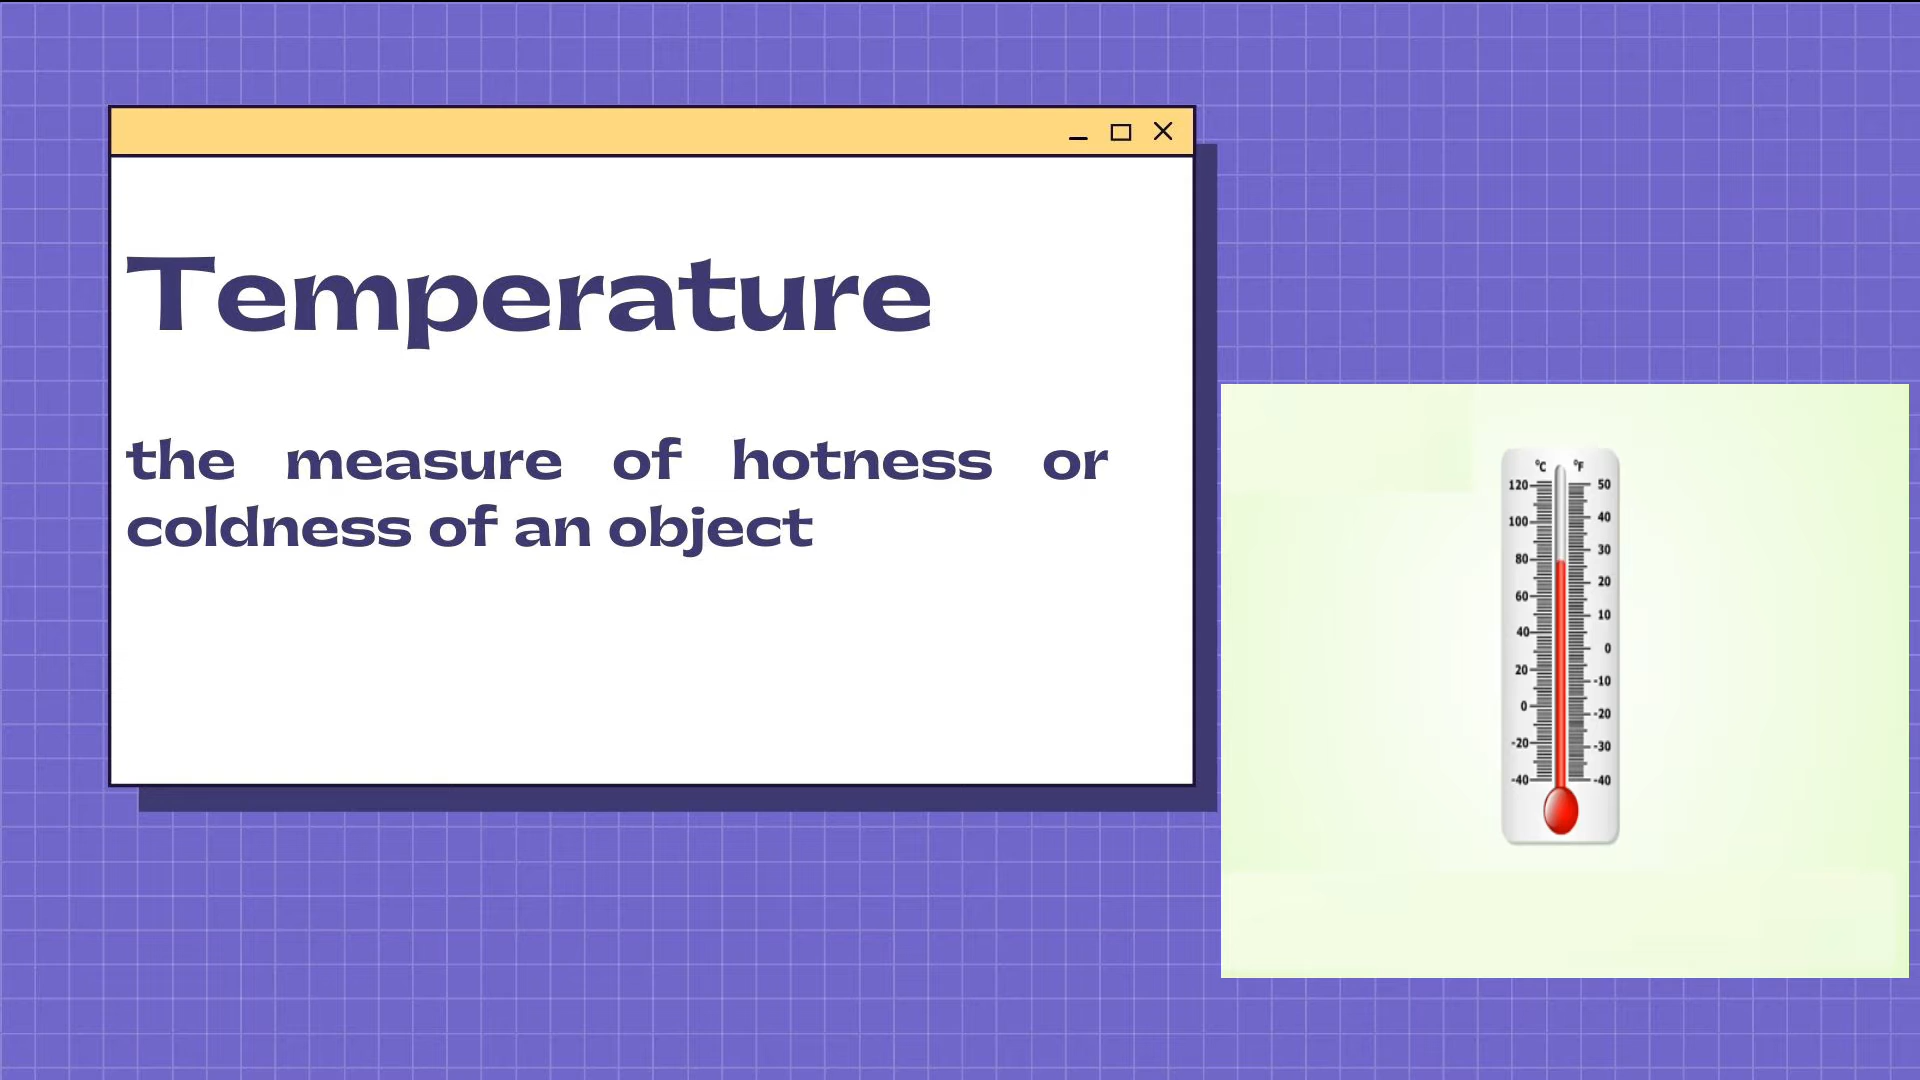 Temperature
the measure of hotness or
coldness of an object
°C °F
120 50
100 40
80 30
60 20
40 10
20 0
0 -10
-20 -20
-40 -30
-40